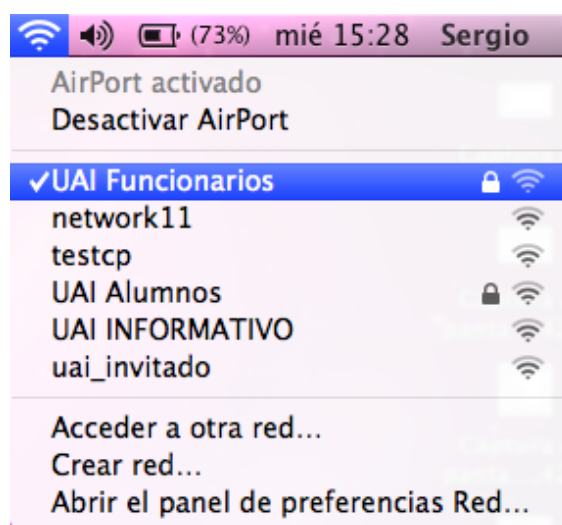 (73%) mié 15:28 Sergio
AirPort activado
Desactivar AirPort
✓UAI Funcionarios
network11
testcp
UAI Alumnos
UAI INFORMATIVO
uai_invitado
Acceder a otra red...
Crear red...
Abrir el panel de preferencias Red...